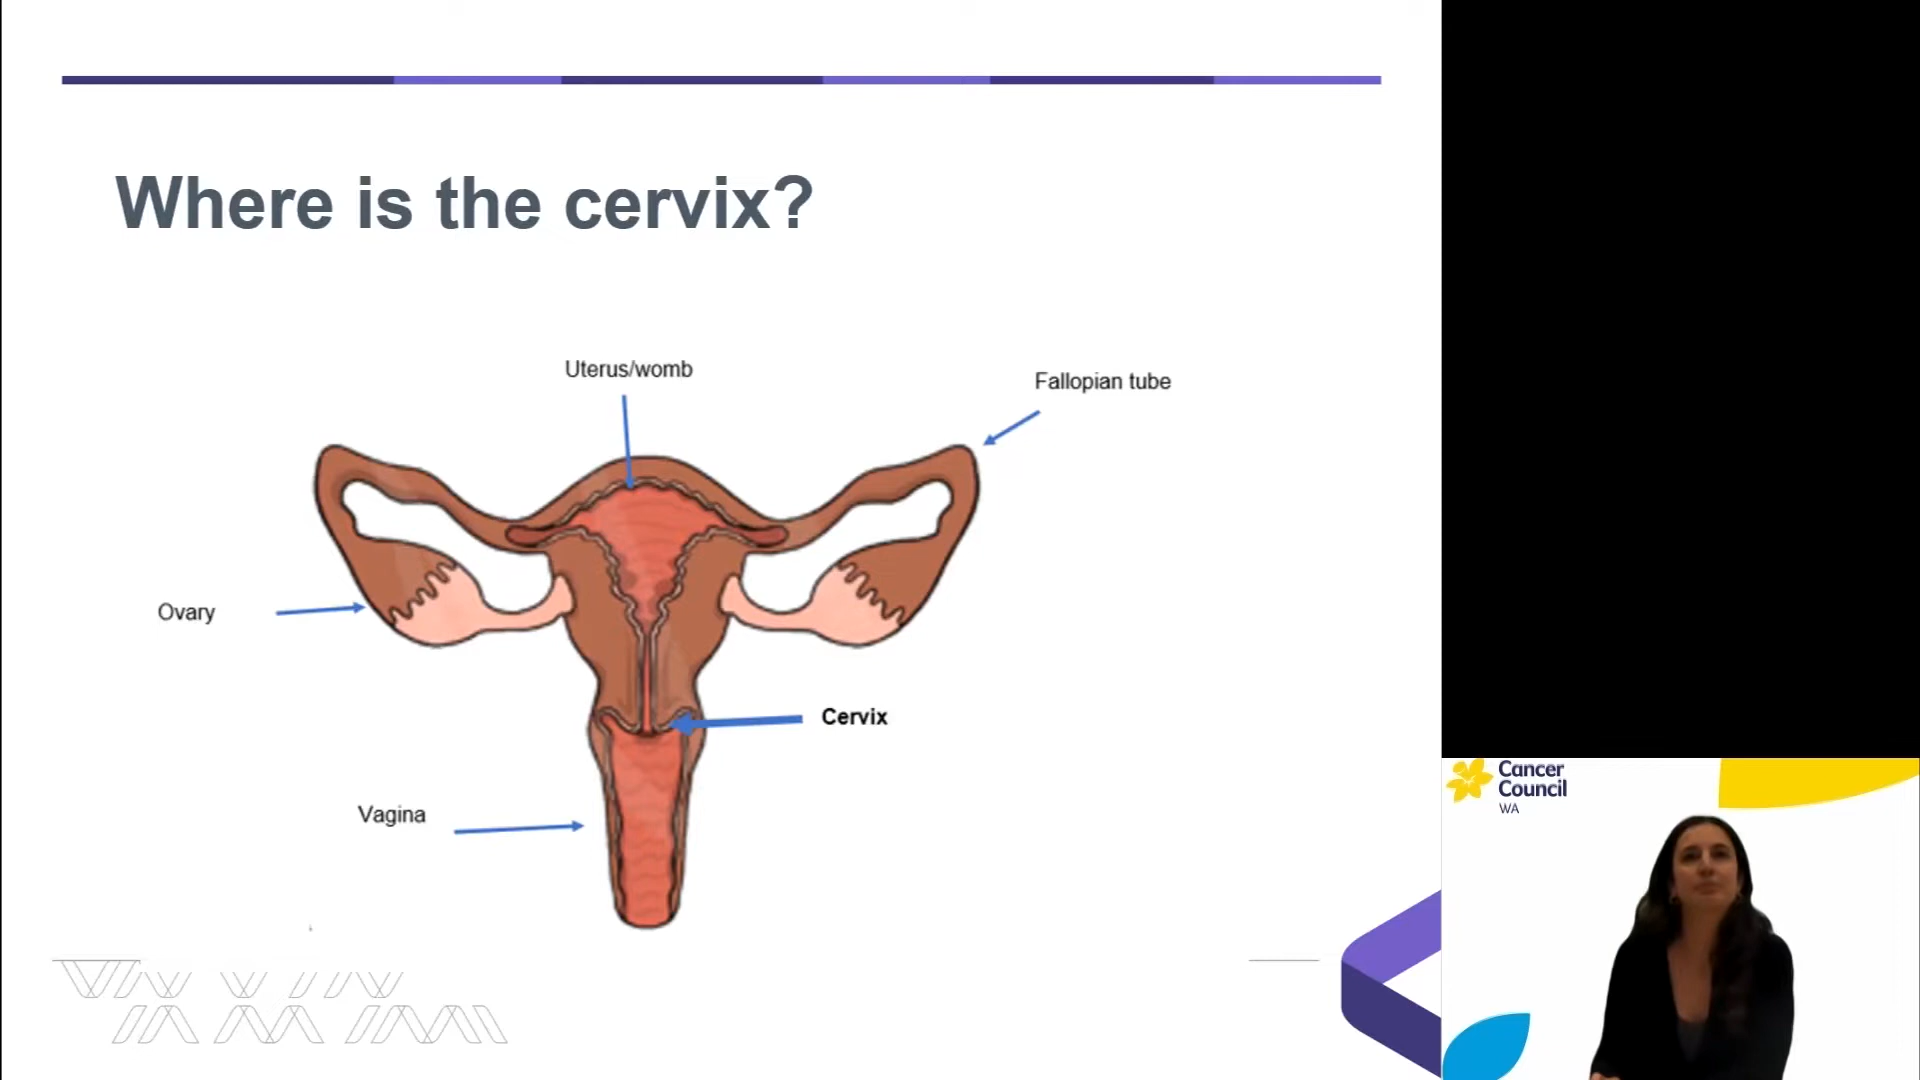 Where is the cervix?
Uterus/womb
Fallopian tube
Ovary
Cervix
Vagina
Cancer
Council
WA